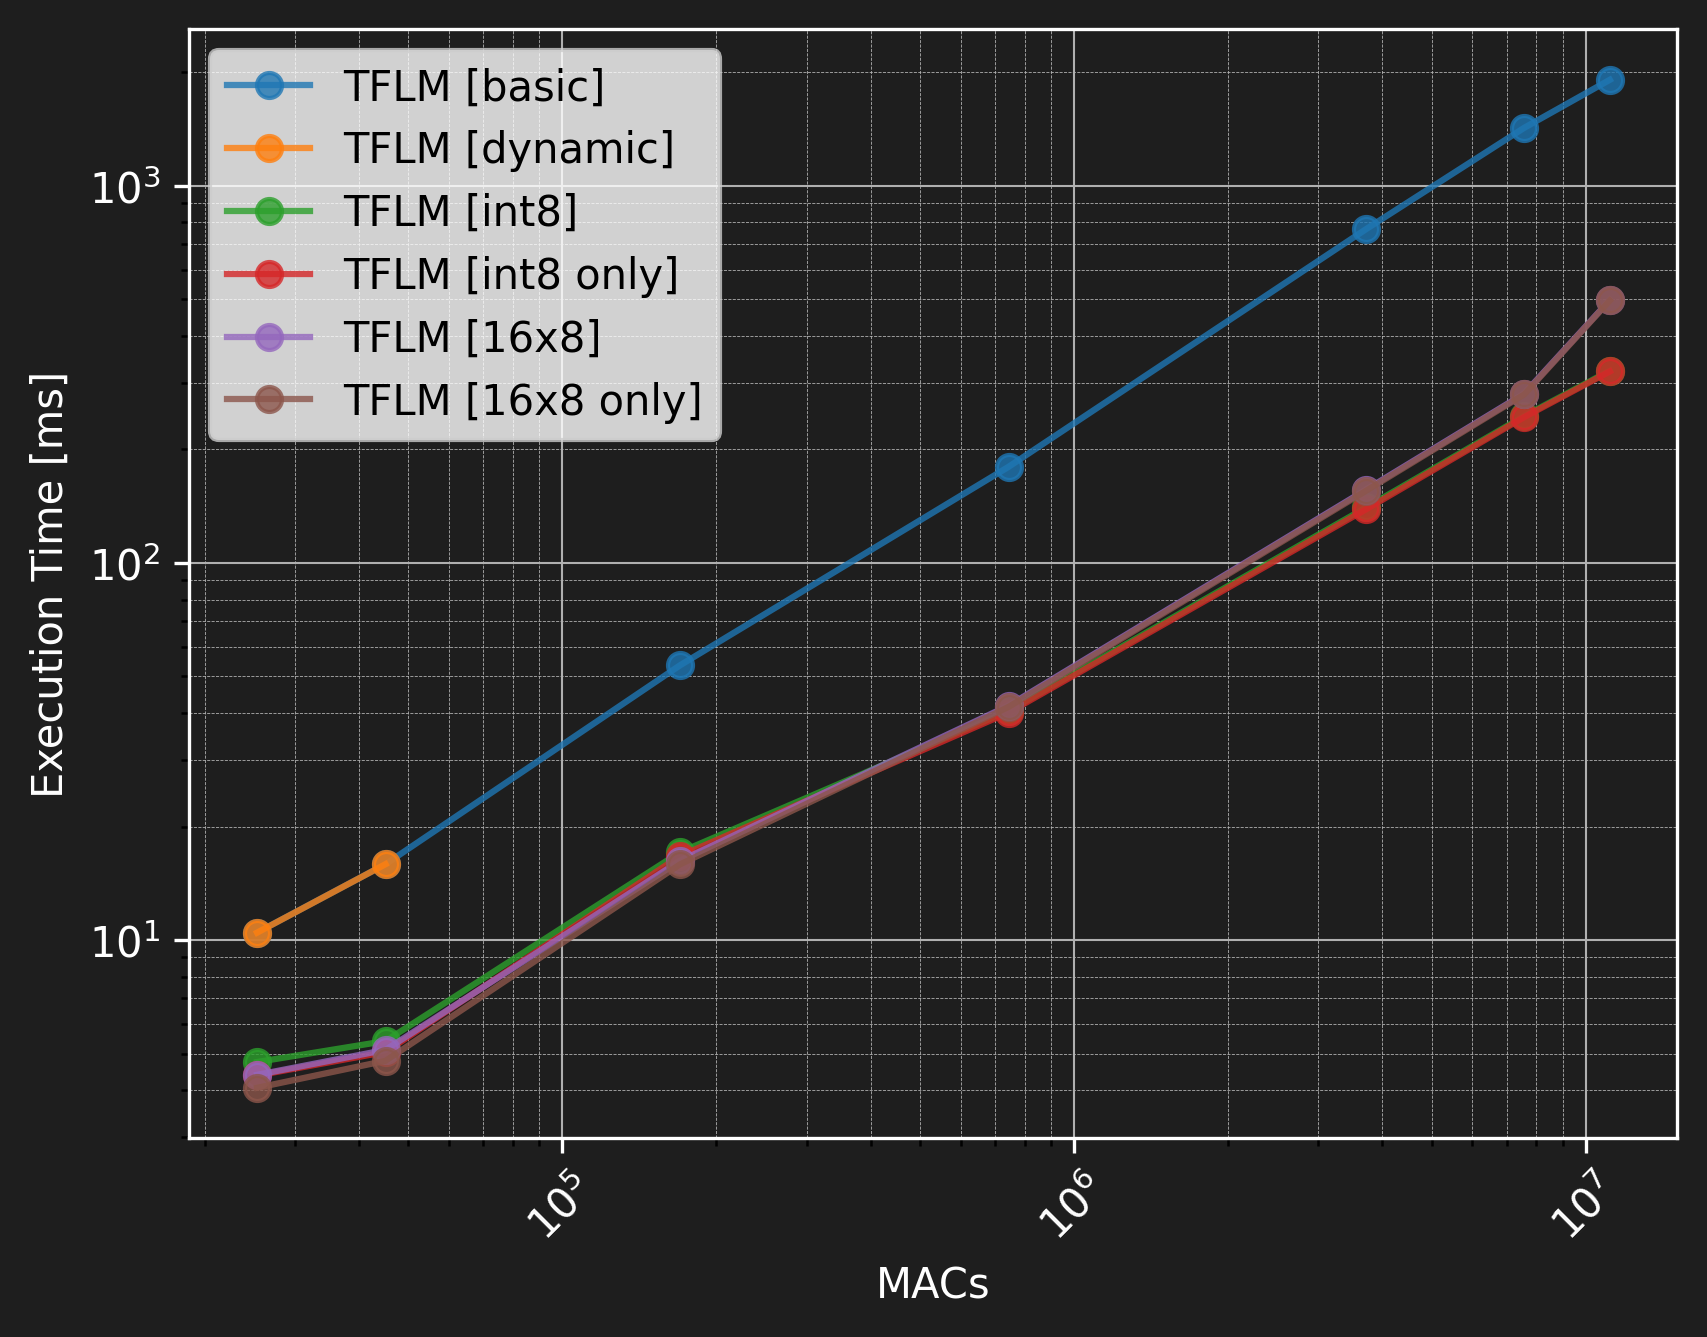 TFLM [basic]
TFLM [dynamic]
TFLM [int8]
TFLM [int8 only]
TFLM [16x8]
TFLM [16x8 only]
Execution Time [ms]
10³
10²
10¹
10⁵
10⁶
10⁷
MACs